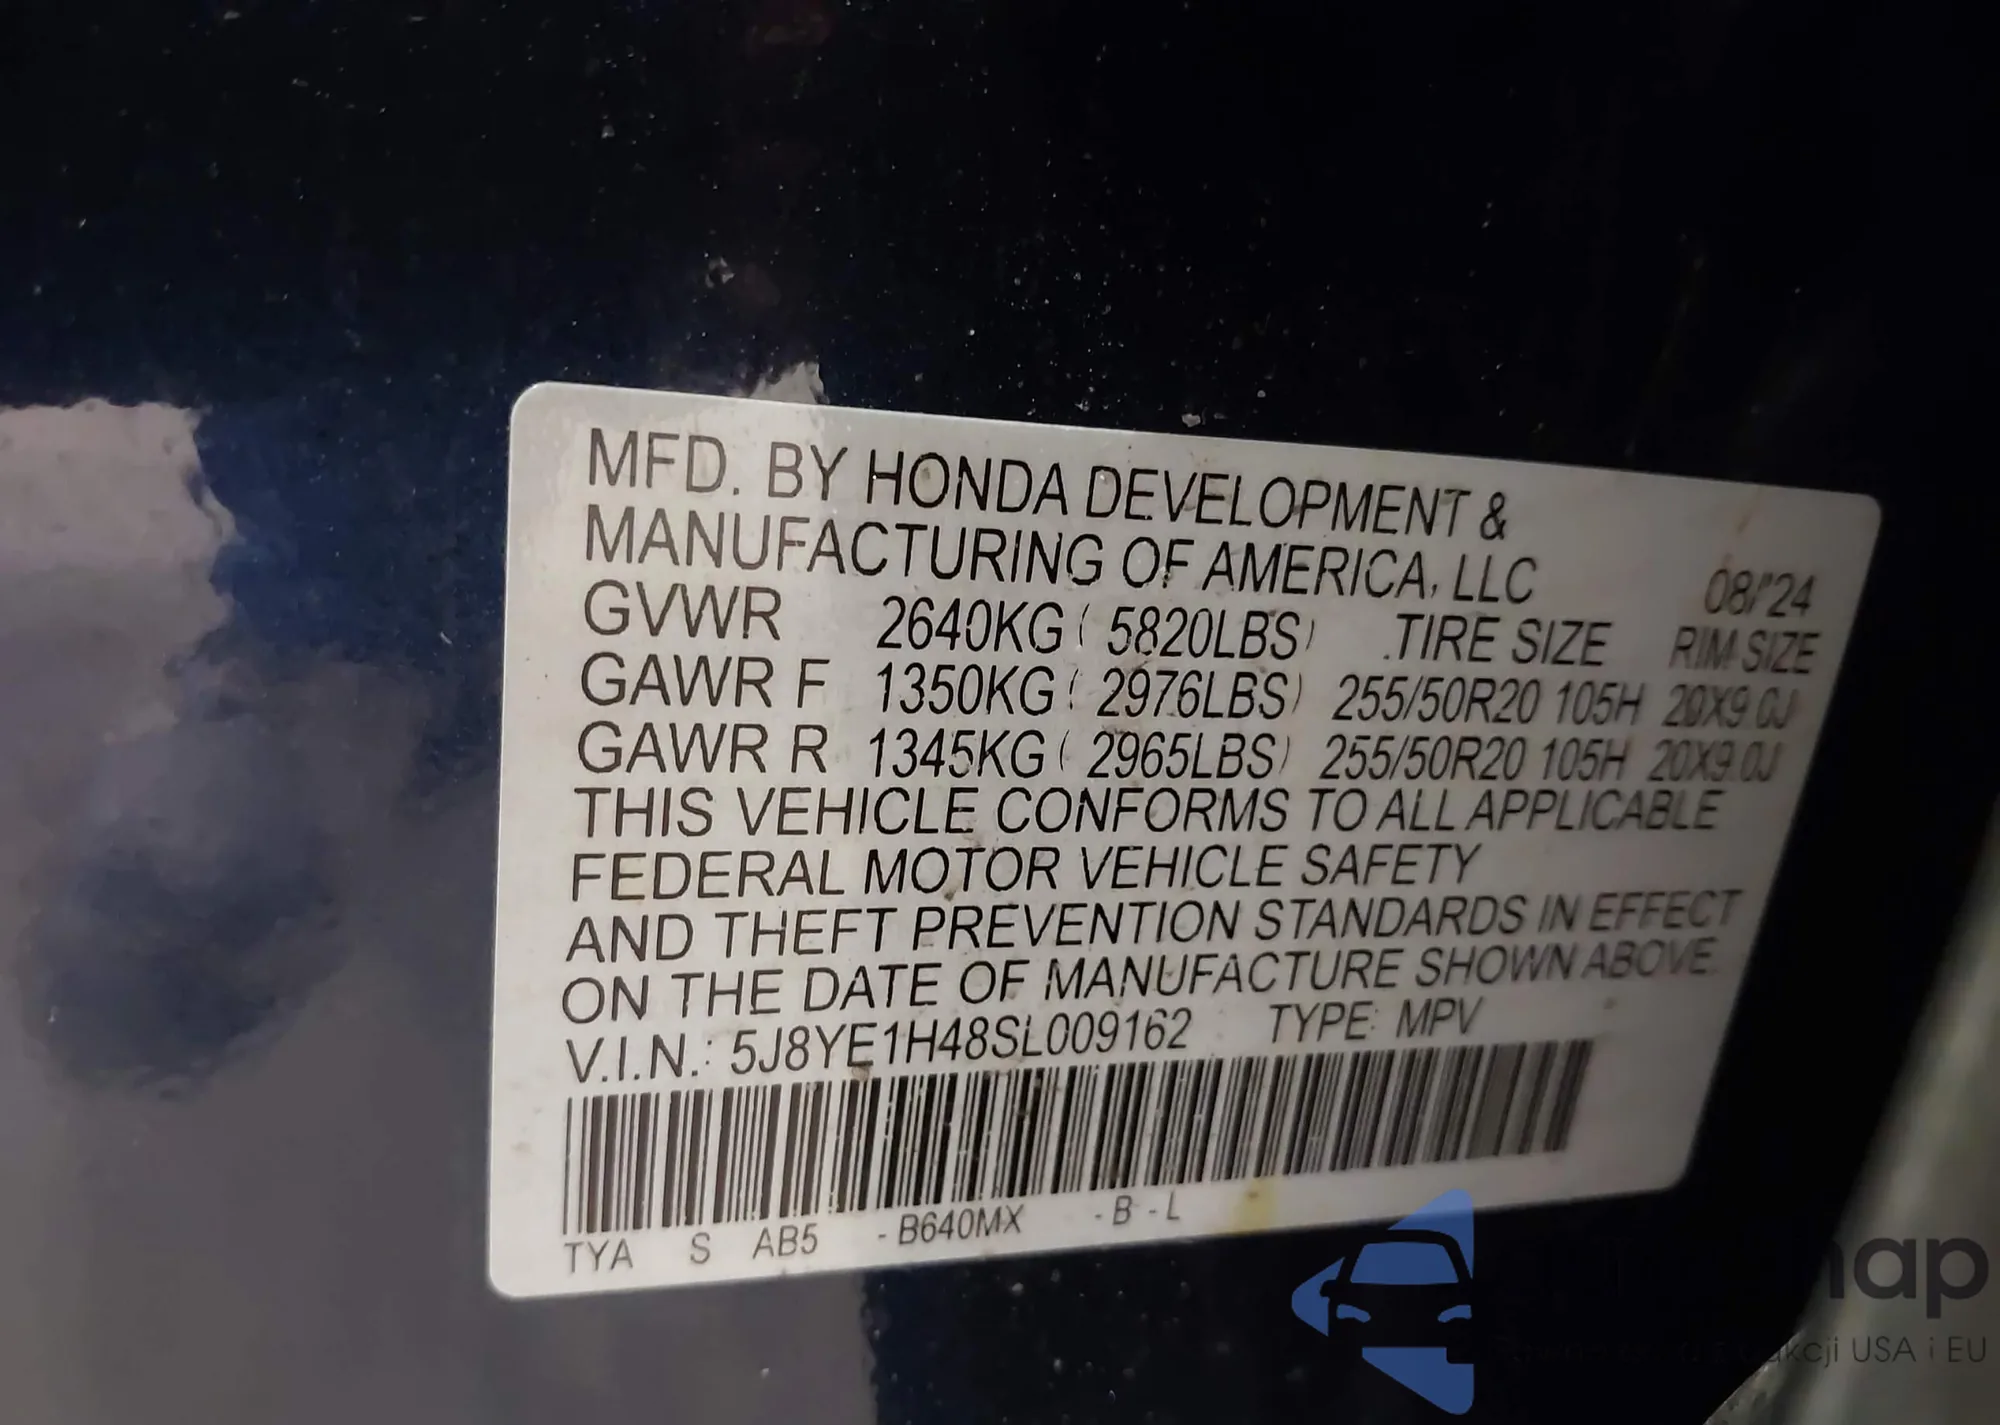 MFD. BY HONDA DEVELOPMENT &
MANUFACTURING OF AMERICA, LLC 08/'24
GVWR 2640KG ( 5820LBS) TIRE SIZE RIM SIZE
GAWR F 1350KG ( 2976LBS) 255/50R20 105H 20X9.0J
GAWR R 1345KG ( 2965LBS) 255/50R20 105H 20X9.0J
THIS VEHICLE CONFORMS TO ALL APPLICABLE
FEDERAL MOTOR VEHICLE SAFETY
AND THEFT PREVENTION STANDARDS IN EFFECT
ON THE DATE OF MANUFACTURE SHOWN ABOVE.
V.I.N.: 5J8YE1H48SL009162 TYPE: MPV
TYA S AB5 - B640MX - B - L
USA i EU